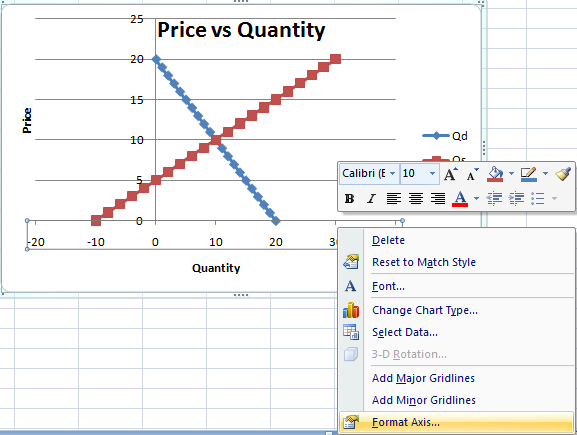 Price vs Quantity
25
20
15
10
5
0
-20
-10
0
10
20
Price
Quantity
Qd
Calibri (E
10
A
A
B
I
A
Delete
Reset to Match Style
A
Font...
Change Chart Type...
Select Data...
3-D Rotation...
Add Major Gridlines
Add Minor Gridlines
Format Axis...